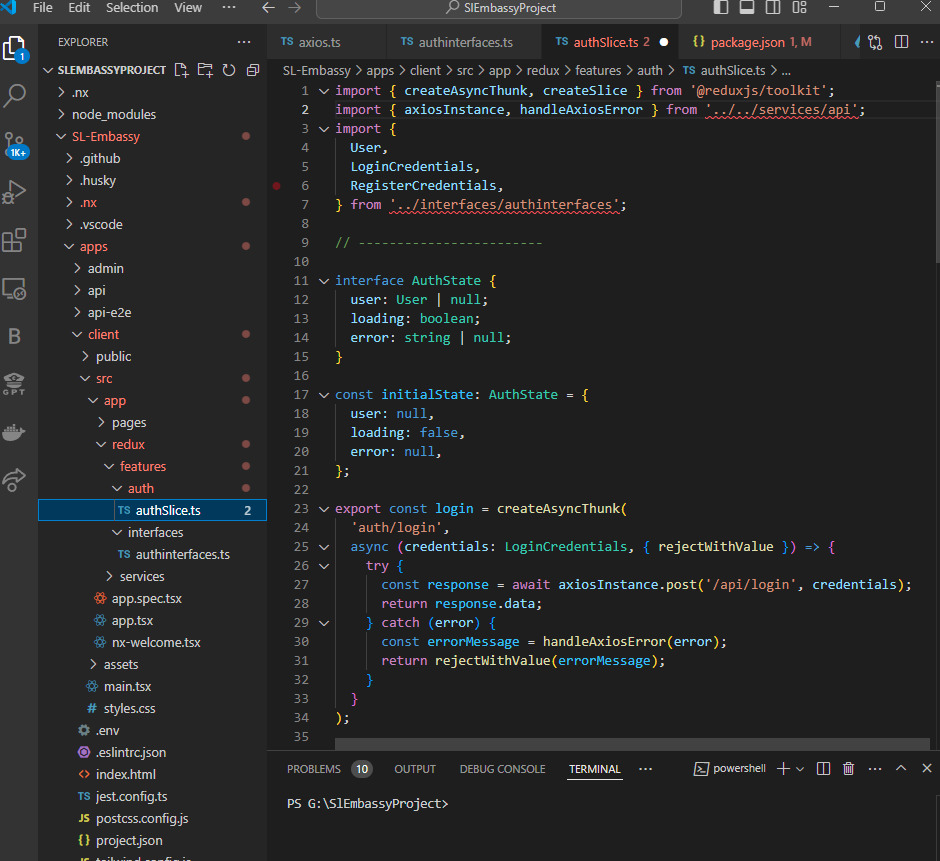 File Edit Selection View ··· SlEmbassyProject
EXPLORER ···
SLEMBASSYPROJECT
.nx
node_modules
SL-Embassy
.github
.husky
.nx
.vscode
apps
admin
api
api-e2e
client
public
src
app
pages
redux
features
auth
TS authSlice.ts 2
interfaces
TS authinterfaces.ts
services
app.spec.tsx
app.tsx
nx-welcome.tsx
assets
main.tsx
# styles.css
.env
.eslintrc.json
<> index.html
TS jest.config.ts
JS postcss.config.js
{} project.json
JS tailwind.config.js
1
1K+
B
GPT
TS axios.ts TS authinterfaces.ts TS authSlice.ts 2 ● {} package.json 1, M ···
SL-Embassy > apps > client > src > app > redux > features > auth > TS authSlice.ts > ...
1 import { createAsyncThunk, createSlice } from '@reduxjs/toolkit';
2 import { axiosInstance, handleAxiosError } from '../../services/api';
3 import {
4 User,
5 LoginCredentials,
6 RegisterCredentials,
7 } from '../interfaces/authinterfaces';
8
9 // ------------------------
10
11 interface AuthState {
12 user: User | null;
13 loading: boolean;
14 error: string | null;
15 }
16
17 const initialState: AuthState = {
18 user: null,
19 loading: false,
20 error: null,
21 };
22
23 export const login = createAsyncThunk(
24 'auth/login',
25 async (credentials: LoginCredentials, { rejectWithValue }) => {
26 try {
27 const response = await axiosInstance.post('/api/login', credentials);
28 return response.data;
29 } catch (error) {
30 const errorMessage = handleAxiosError(error);
31 return rejectWithValue(errorMessage);
32 }
33 }
34 );
35
PROBLEMS 10 OUTPUT DEBUG CONSOLE TERMINAL ··· powershell ···
PS G:\SlEmbassyProject>